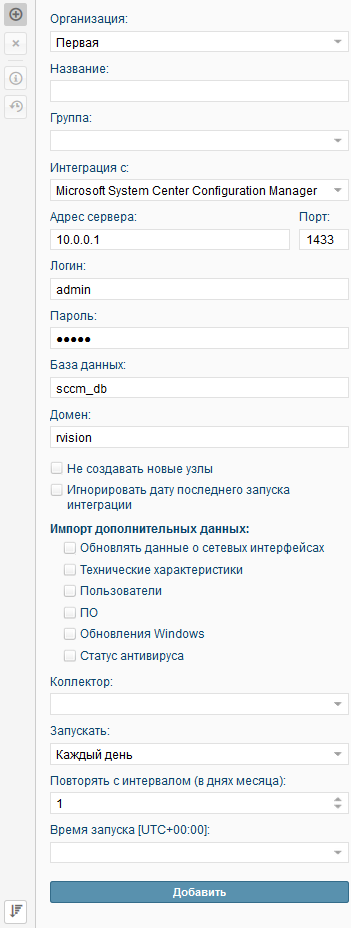 Организация:
Первая
Название:
Группа:
Интеграция с:
Microsoft System Center Configuration Manager
Адрес сервера: Порт:
10.0.0.1 1433
Логин:
admin
Пароль:
●●●●●
База данных:
sccm_db
Домен:
rvision
Не создавать новые узлы
Игнорировать дату последнего запуска
интеграции
Импорт дополнительных данных:
Обновлять данные о сетевых интерфейсах
Технические характеристики
Пользователи
ПО
Обновления Windows
Статус антивируса
Коллектор:
Запускать:
Каждый день
Повторять с интервалом (в днях месяца):
1
Время запуска [UTC+00:00]:
Добавить